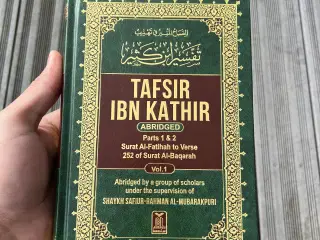 تفسير ابن كثير
TAFSIR
IBN KATHIR
ABRIDGED
Parts 1 & 2
Surat Al-Fatihah to Verse
252 of Surat Al-Baqarah
Vol.1
Abridged by a group of scholars
under the supervision of
SHAYKH SAFIUR-RAHMAN AL-MUBARAKPURI